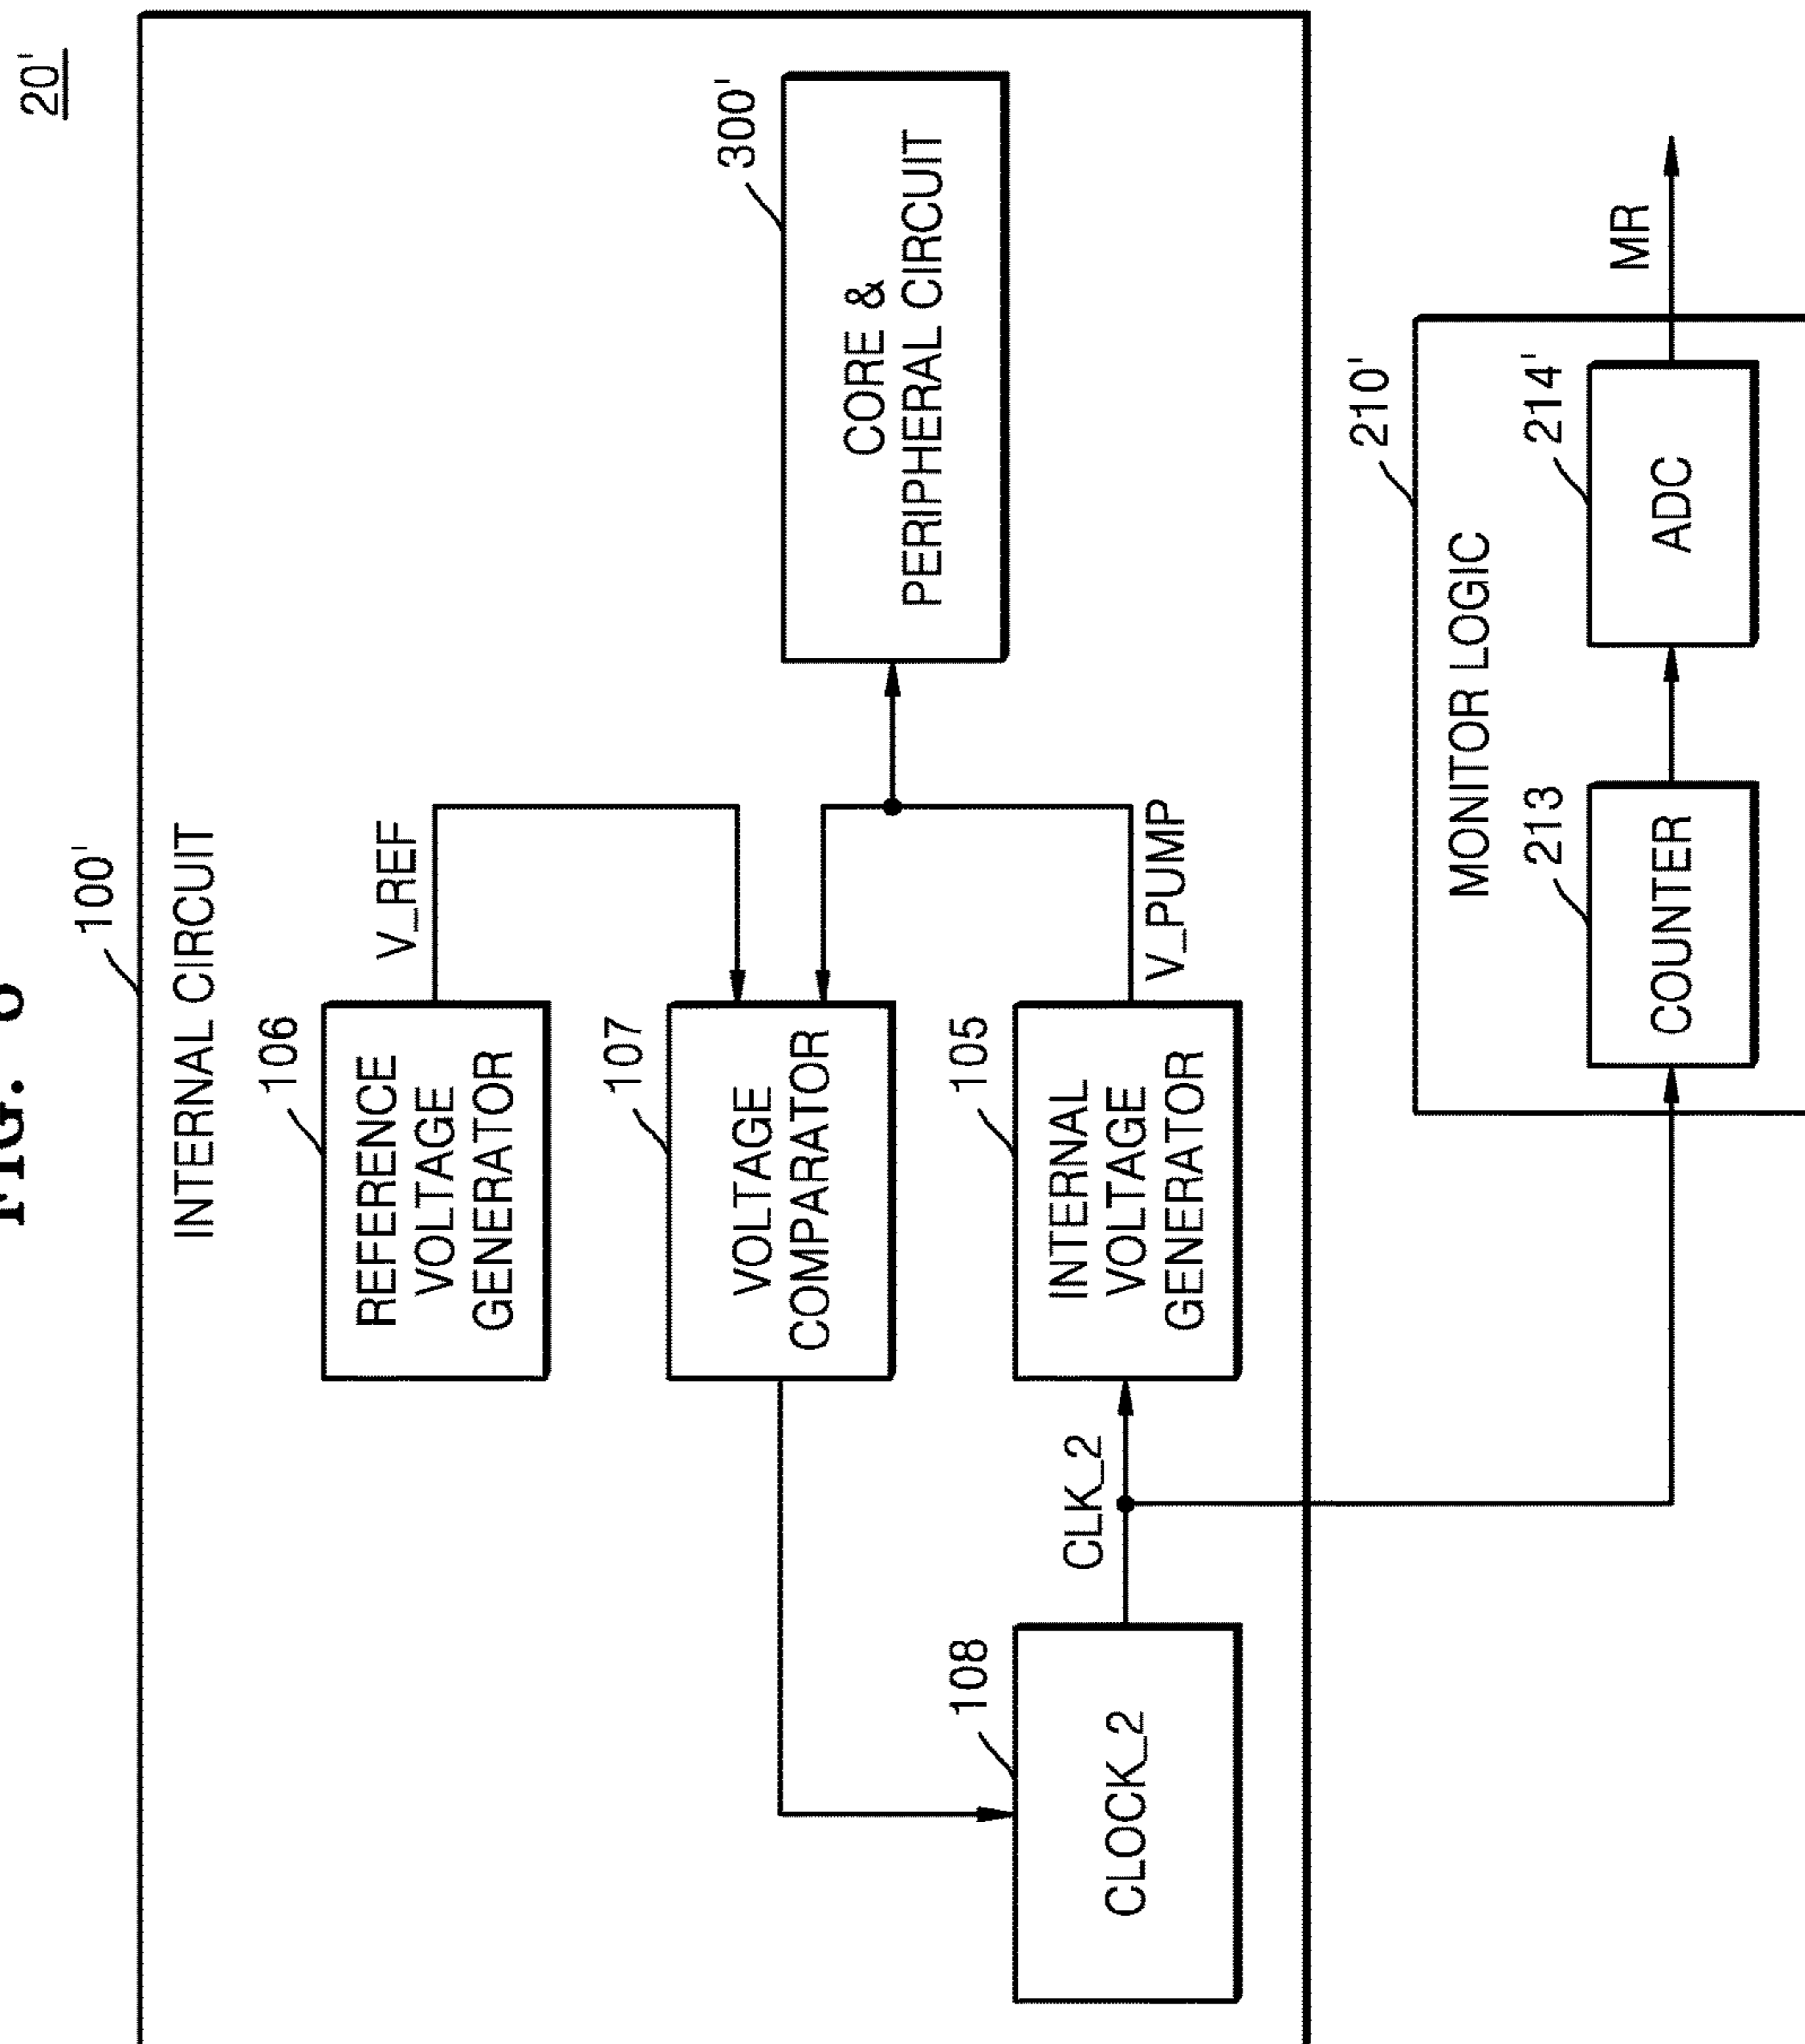 FIG.
20'
100'
INTERNAL CIRCUIT
106
REFERENCE
VOLTAGE
GENERATOR
V_REF
107
VOLTAGE
COMPARATOR
300'
CORE &
PERIPHERAL CIRCUIT
108
CLOCK_2
CLK_2
105
INTERNAL
VOLTAGE
GENERATOR
V_PUMP
210'
MONITOR LOGIC
213
COUNTER
214'
ADC
MR